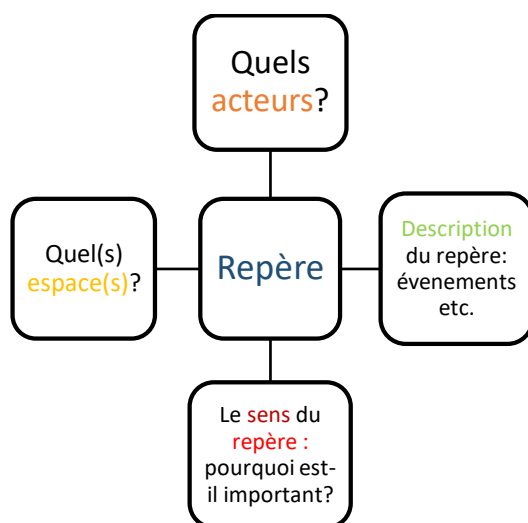 Quels
acteurs?
Quel(s)
espace(s)?
Repère
Description
du repère:
évenements
etc.
Le sens du
repère :
pourquoi est-
il important?